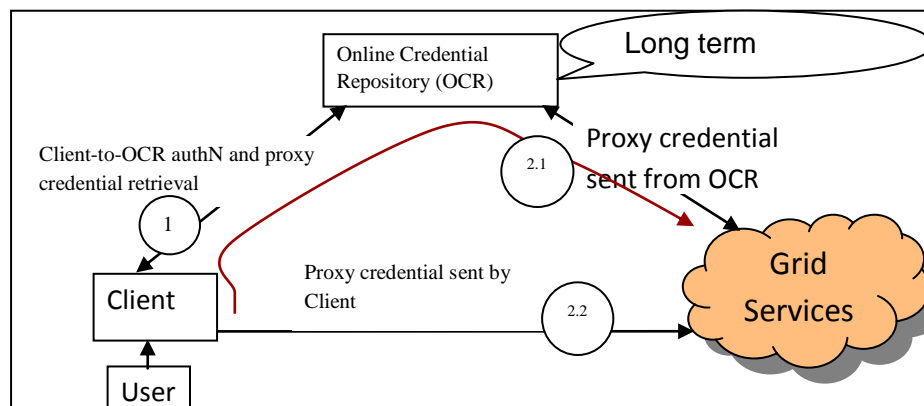 Online Credential
Repository (OCR)
Long term
Client-to-OCR authN and proxy
credential retrieval
1
2.1
Proxy credential
sent from OCR
Client
Proxy credential sent by
Client
2.2
Grid
Services
User